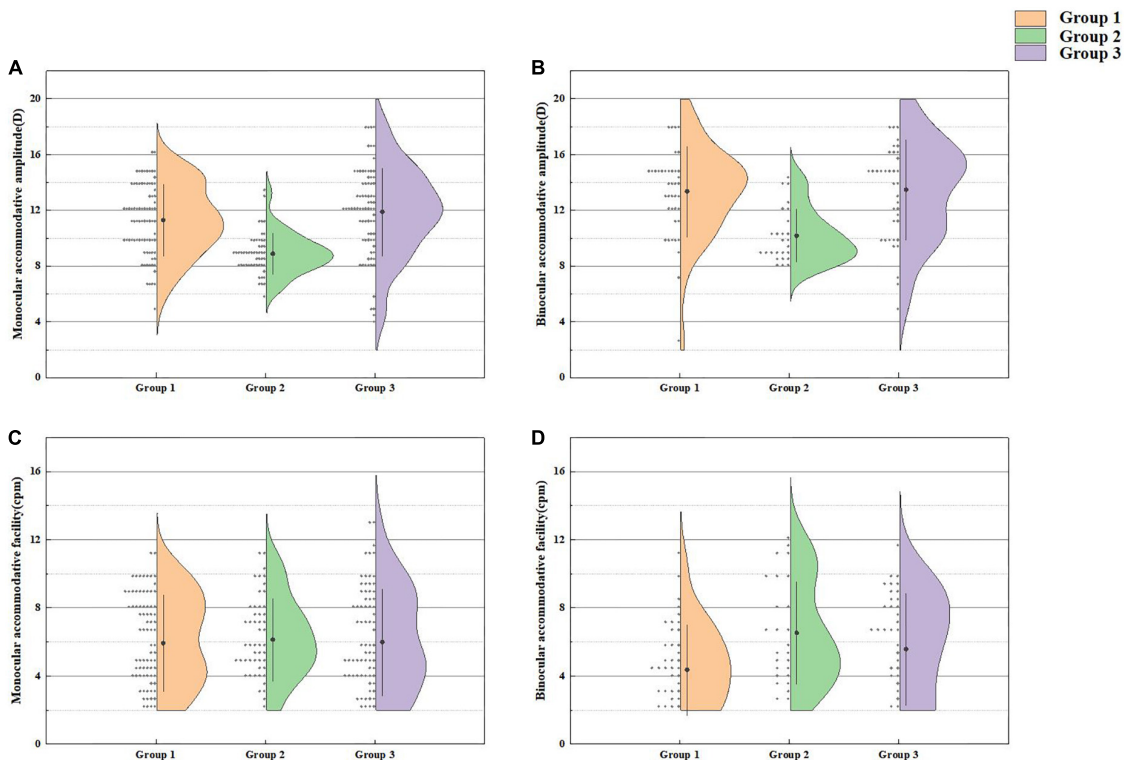 Group 1
Group 2
Group 3
A
Monocular accommodative amplitude(D)
20
16
12
8
4
0
Group 1
Group 2
Group 3
B
Binocular accommodative amplitude(D)
20
16
12
8
4
0
Group 1
Group 2
Group 3
C
Monocular accommodative facility(cpm)
16
12
8
4
0
Group 1
Group 2
Group 3
D
Binocular accommodative facility(cpm)
16
12
8
4
0
Group 1
Group 2
Group 3